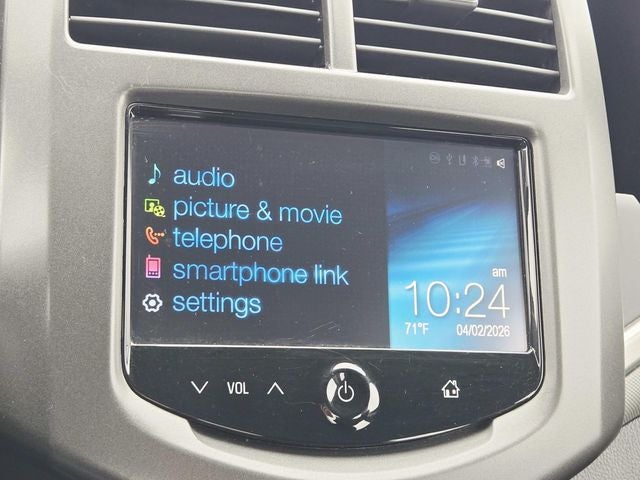 audio
picture & movie
telephone
smartphone link
settings
am
10:24
71°F 04/02/2026
VOL